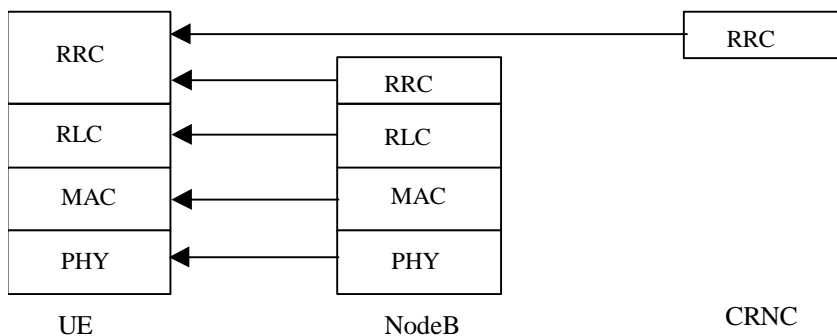 RRC
RRC
RRC
RLC
RLC
MAC
MAC
PHY
PHY
UE
NodeB
CRNC